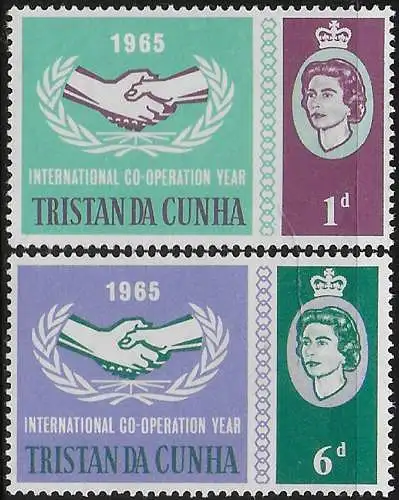 1965
INTERNATIONAL CO-OPERATION YEAR
TRISTAN DA CUNHA
1d
1965
INTERNATIONAL CO-OPERATION YEAR
TRISTAN DA CUNHA
6d